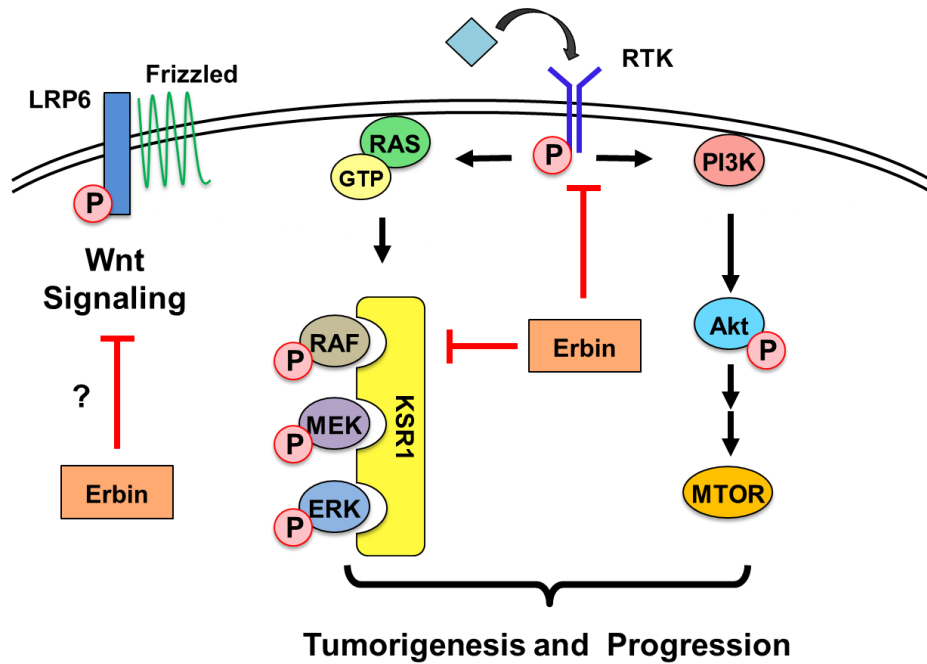 Frizzled
LRP6
RTK
P
RAS
GTP
P
PI3K
Wnt
Signaling
RAF
P
Erbin
Akt
P
?
KSR1
MEK
P
Erbin
MTOR
ERK
P
Tumorigenesis and Progression